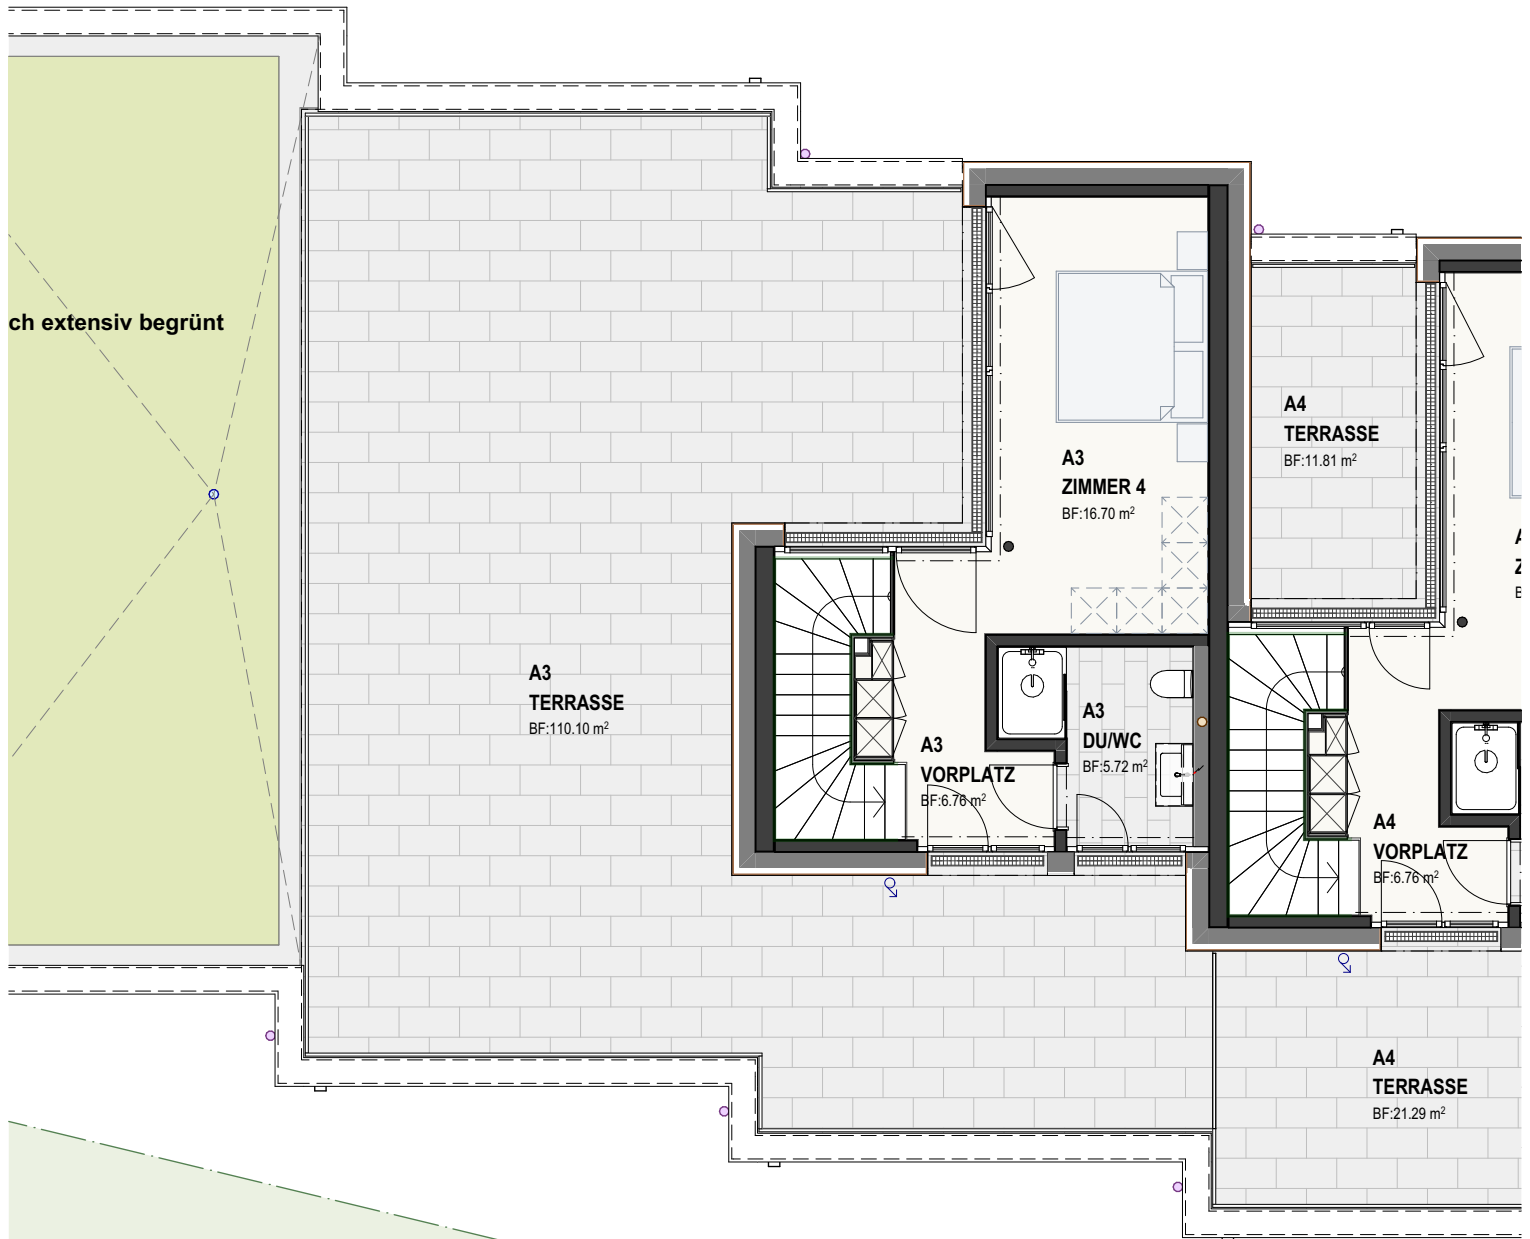 ch extensiv begrünt
A3
TERRASSE
BF:110.10 m²
A3
ZIMMER 4
BF:16.70 m²
A3
VORPLATZ
BF:6.76 m²
A3
DU/WC
BF:5.72 m²
A4
TERRASSE
BF:11.81 m²
A4
VORPLATZ
BF:6.76 m²
A4
TERRASSE
BF:21.29 m²